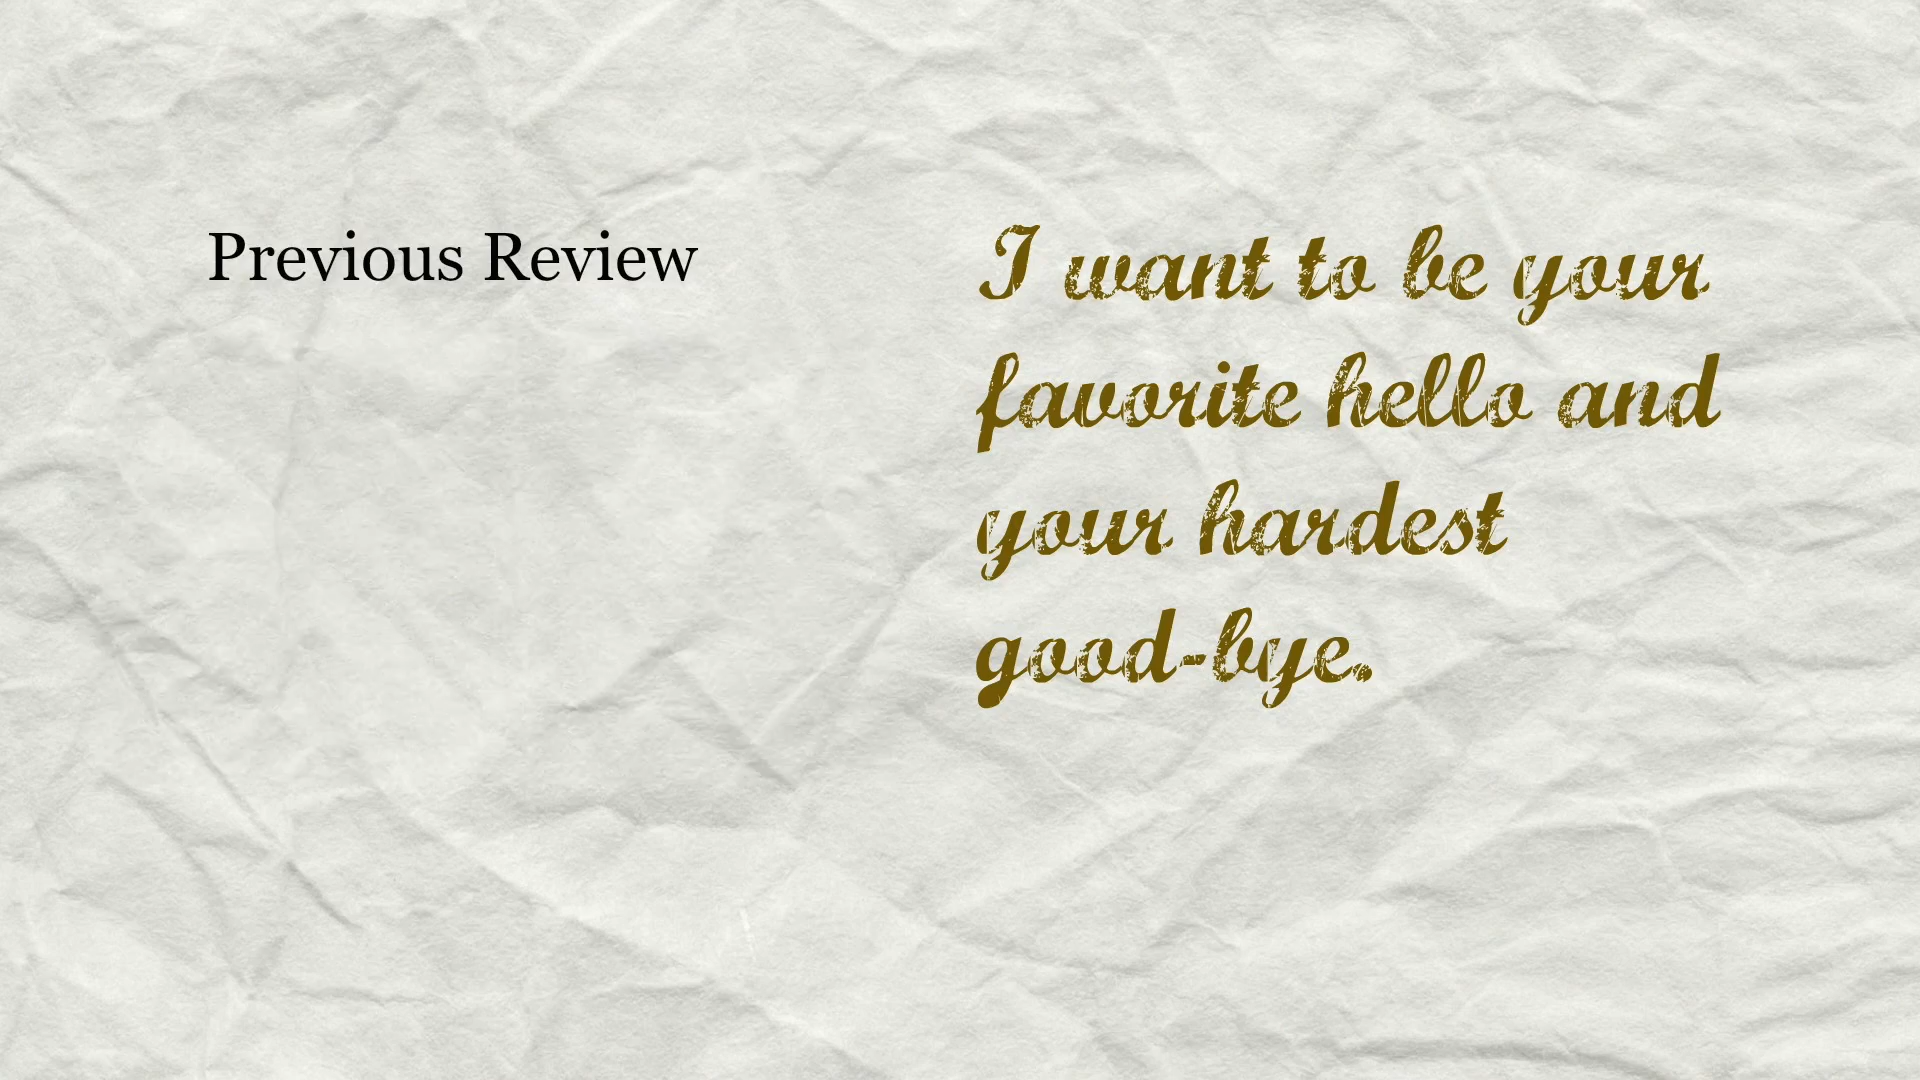 Previous Review
I want to be your
favorite hello and
your hardest
good-bye.